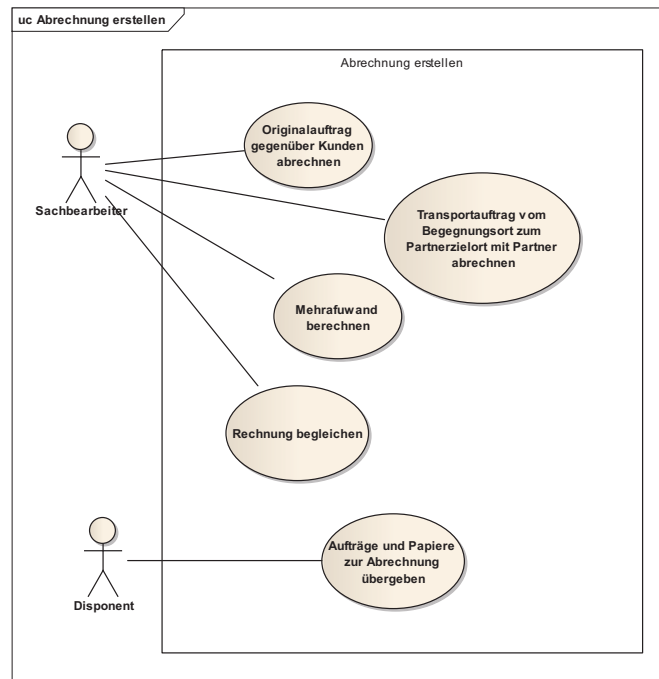 uc Abrechnung erstellen
Abrechnung erstellen
Originalauftrag
gegenüber Kunden
abrechnen
Sachbearbeiter
Transportauftrag vom
Begegnungsort zum
Partnerzielort mit Partner
abrechnen
Mehrafuwand
berechnen
Rechnung begleichen
Aufträge und Papiere
zur Abrechnung
übergeben
Disponent